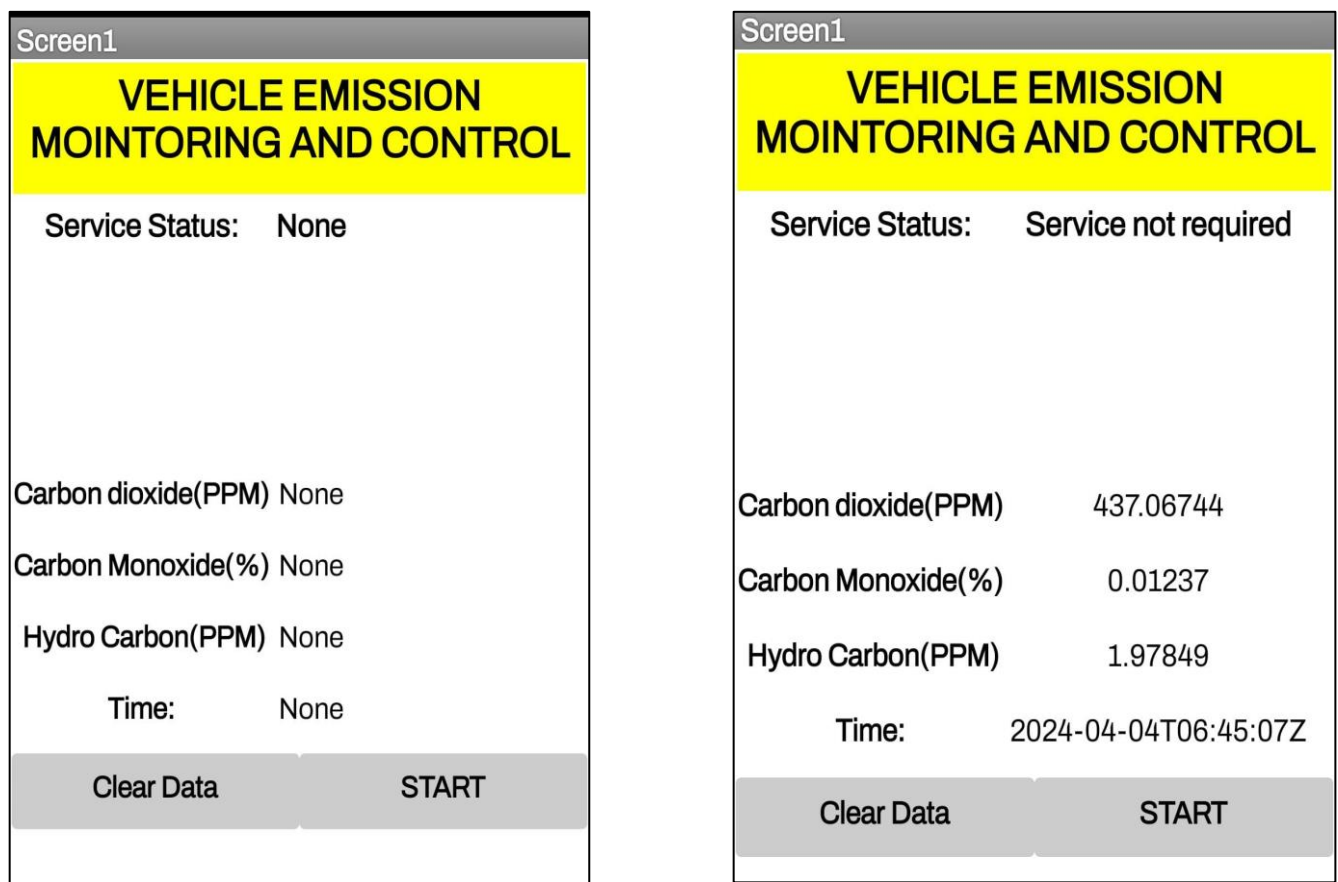 Screen1
VEHICLE EMISSION
MOINTORING AND CONTROL
Service Status: None
Carbon dioxide(PPM) None
Carbon Monoxide(%) None
Hydro Carbon(PPM) None
Time: None
Clear Data START
Screen1
VEHICLE EMISSION
MOINTORING AND CONTROL
Service Status: Service not required
Carbon dioxide(PPM) 437.06744
Carbon Monoxide(%) 0.01237
Hydro Carbon(PPM) 1.97849
Time: 2024-04-04T06:45:07Z
Clear Data START